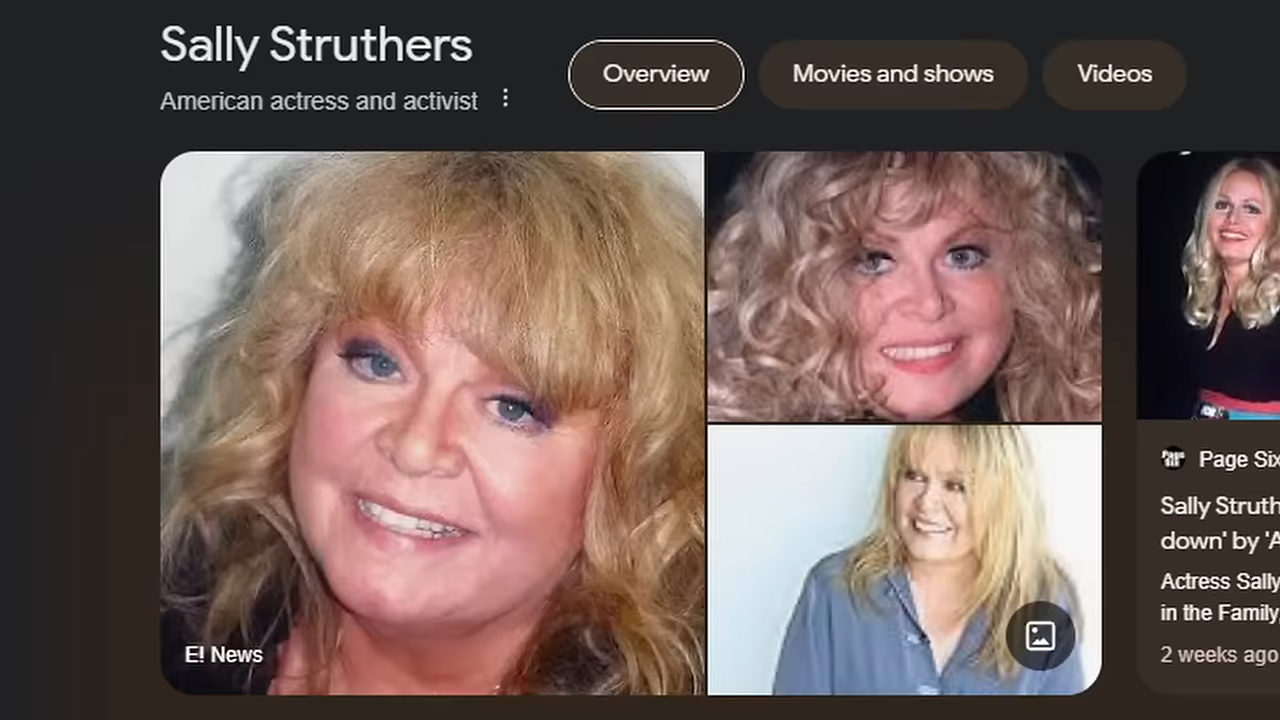 Sally Struthers
American actress and activist
Overview
Movies and shows
Videos
E! News
Page Six
Sally Struth
down' by 'A
Actress Sally
in the Family,
2 weeks ago